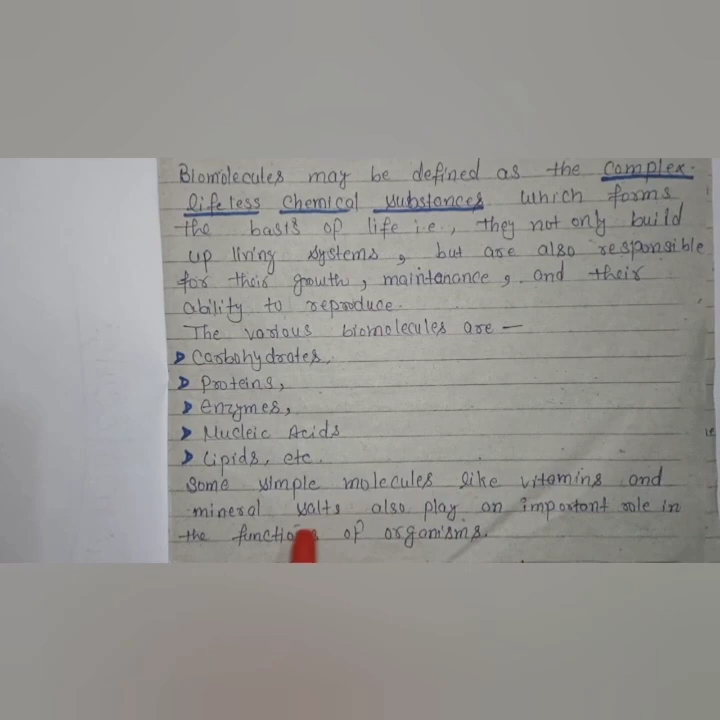 Biomolecules may be defined as the complex
lifeless chemical substances which forms
the basis of life i.e., they not only build
up living systems, but are also responsible
for their growth, maintanance, and their
ability to reproduce.
The various biomolecules are —
Carbohydrates,
Proteins,
Enzymes,
Nucleic Acids
Lipids, etc.
Some simple molecules like vitamins and
mineral salts also play an important role in
the of organisms.